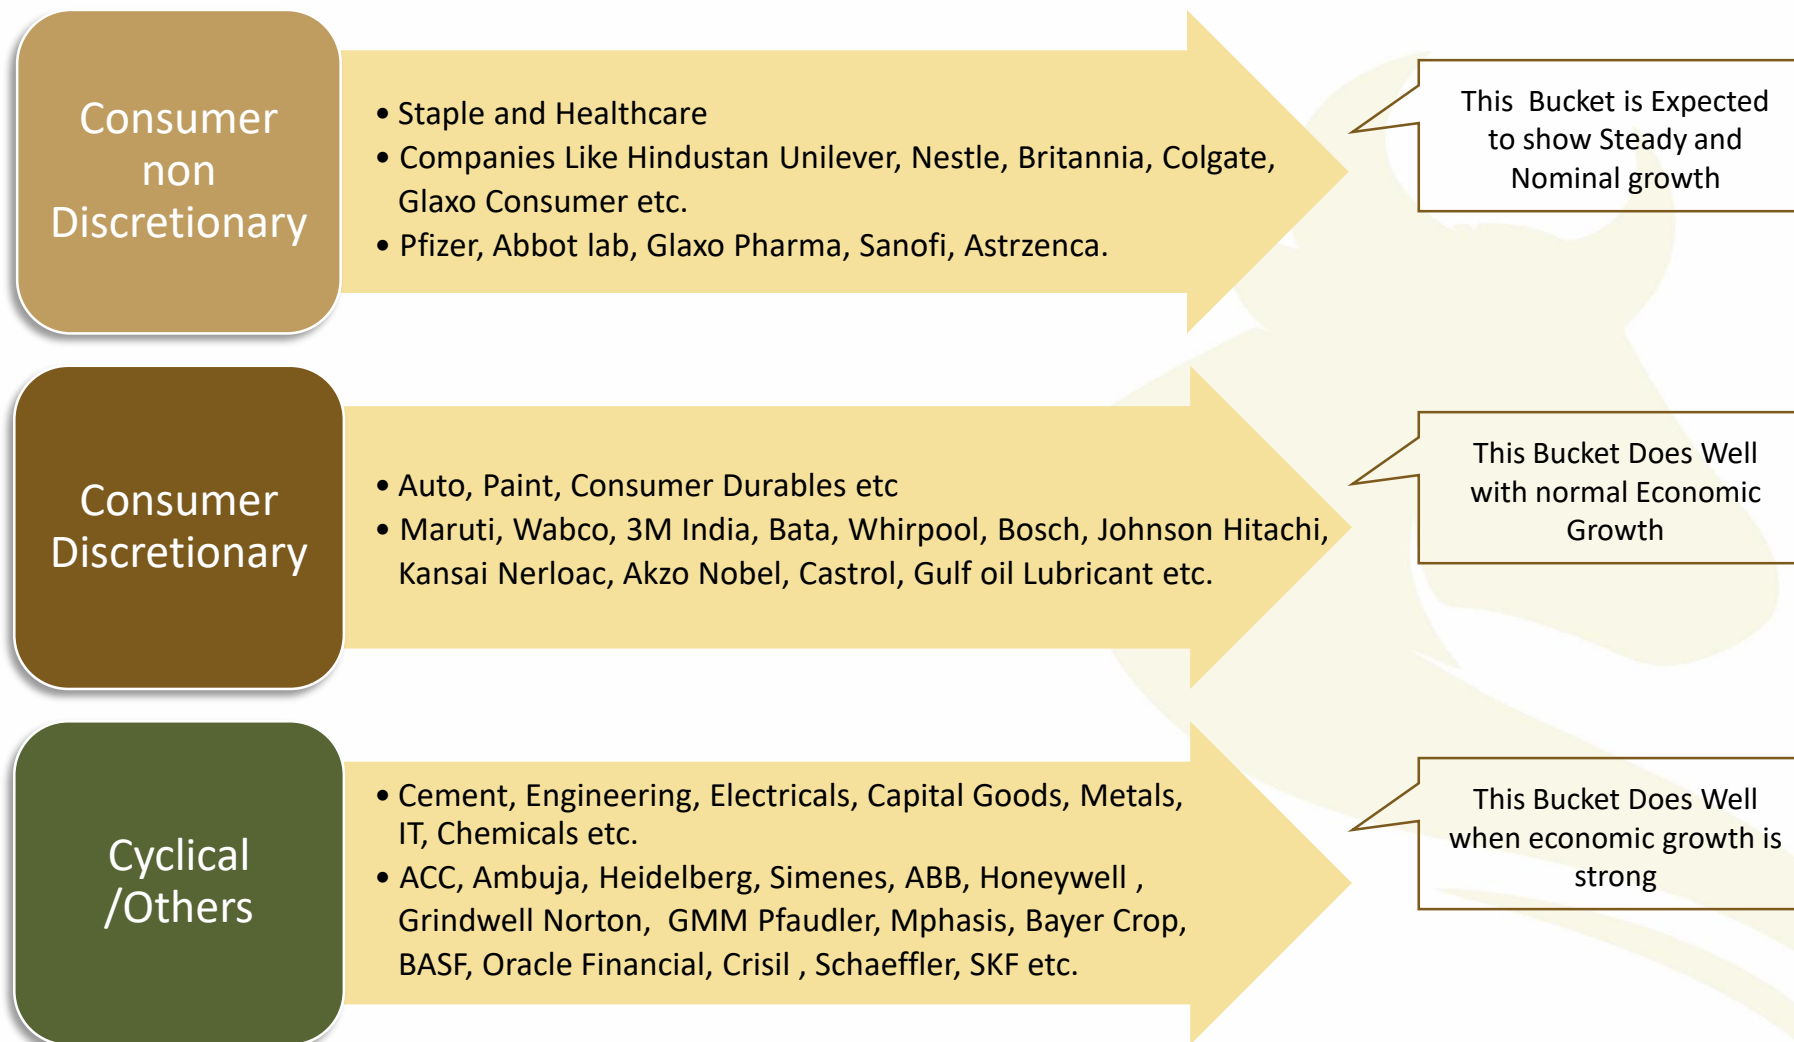 Consumer
non
Discretionary
• Staple and Healthcare
• Companies Like Hindustan Unilever, Nestle, Britannia, Colgate,
Glaxo Consumer etc.
• Pfizer, Abbot lab, Glaxo Pharma, Sanofi, Astrzenca.
This Bucket is Expected
to show Steady and
Nominal growth
Consumer
Discretionary
• Auto, Paint, Consumer Durables etc
• Maruti, Wabco, 3M India, Bata, Whirpool, Bosch, Johnson Hitachi,
Kansai Nerloac, Akzo Nobel, Castrol, Gulf oil Lubricant etc.
This Bucket Does Well
with normal Economic
Growth
Cyclical
/Others
• Cement, Engineering, Electricals, Capital Goods, Metals,
IT, Chemicals etc.
• ACC, Ambuja, Heidelberg, Simenes, ABB, Honeywell ,
Grindwell Norton, GMM Pfaudler, Mphasis, Bayer Crop,
BASF, Oracle Financial, Crisil , Schaeffler, SKF etc.
This Bucket Does Well
when economic growth is
strong